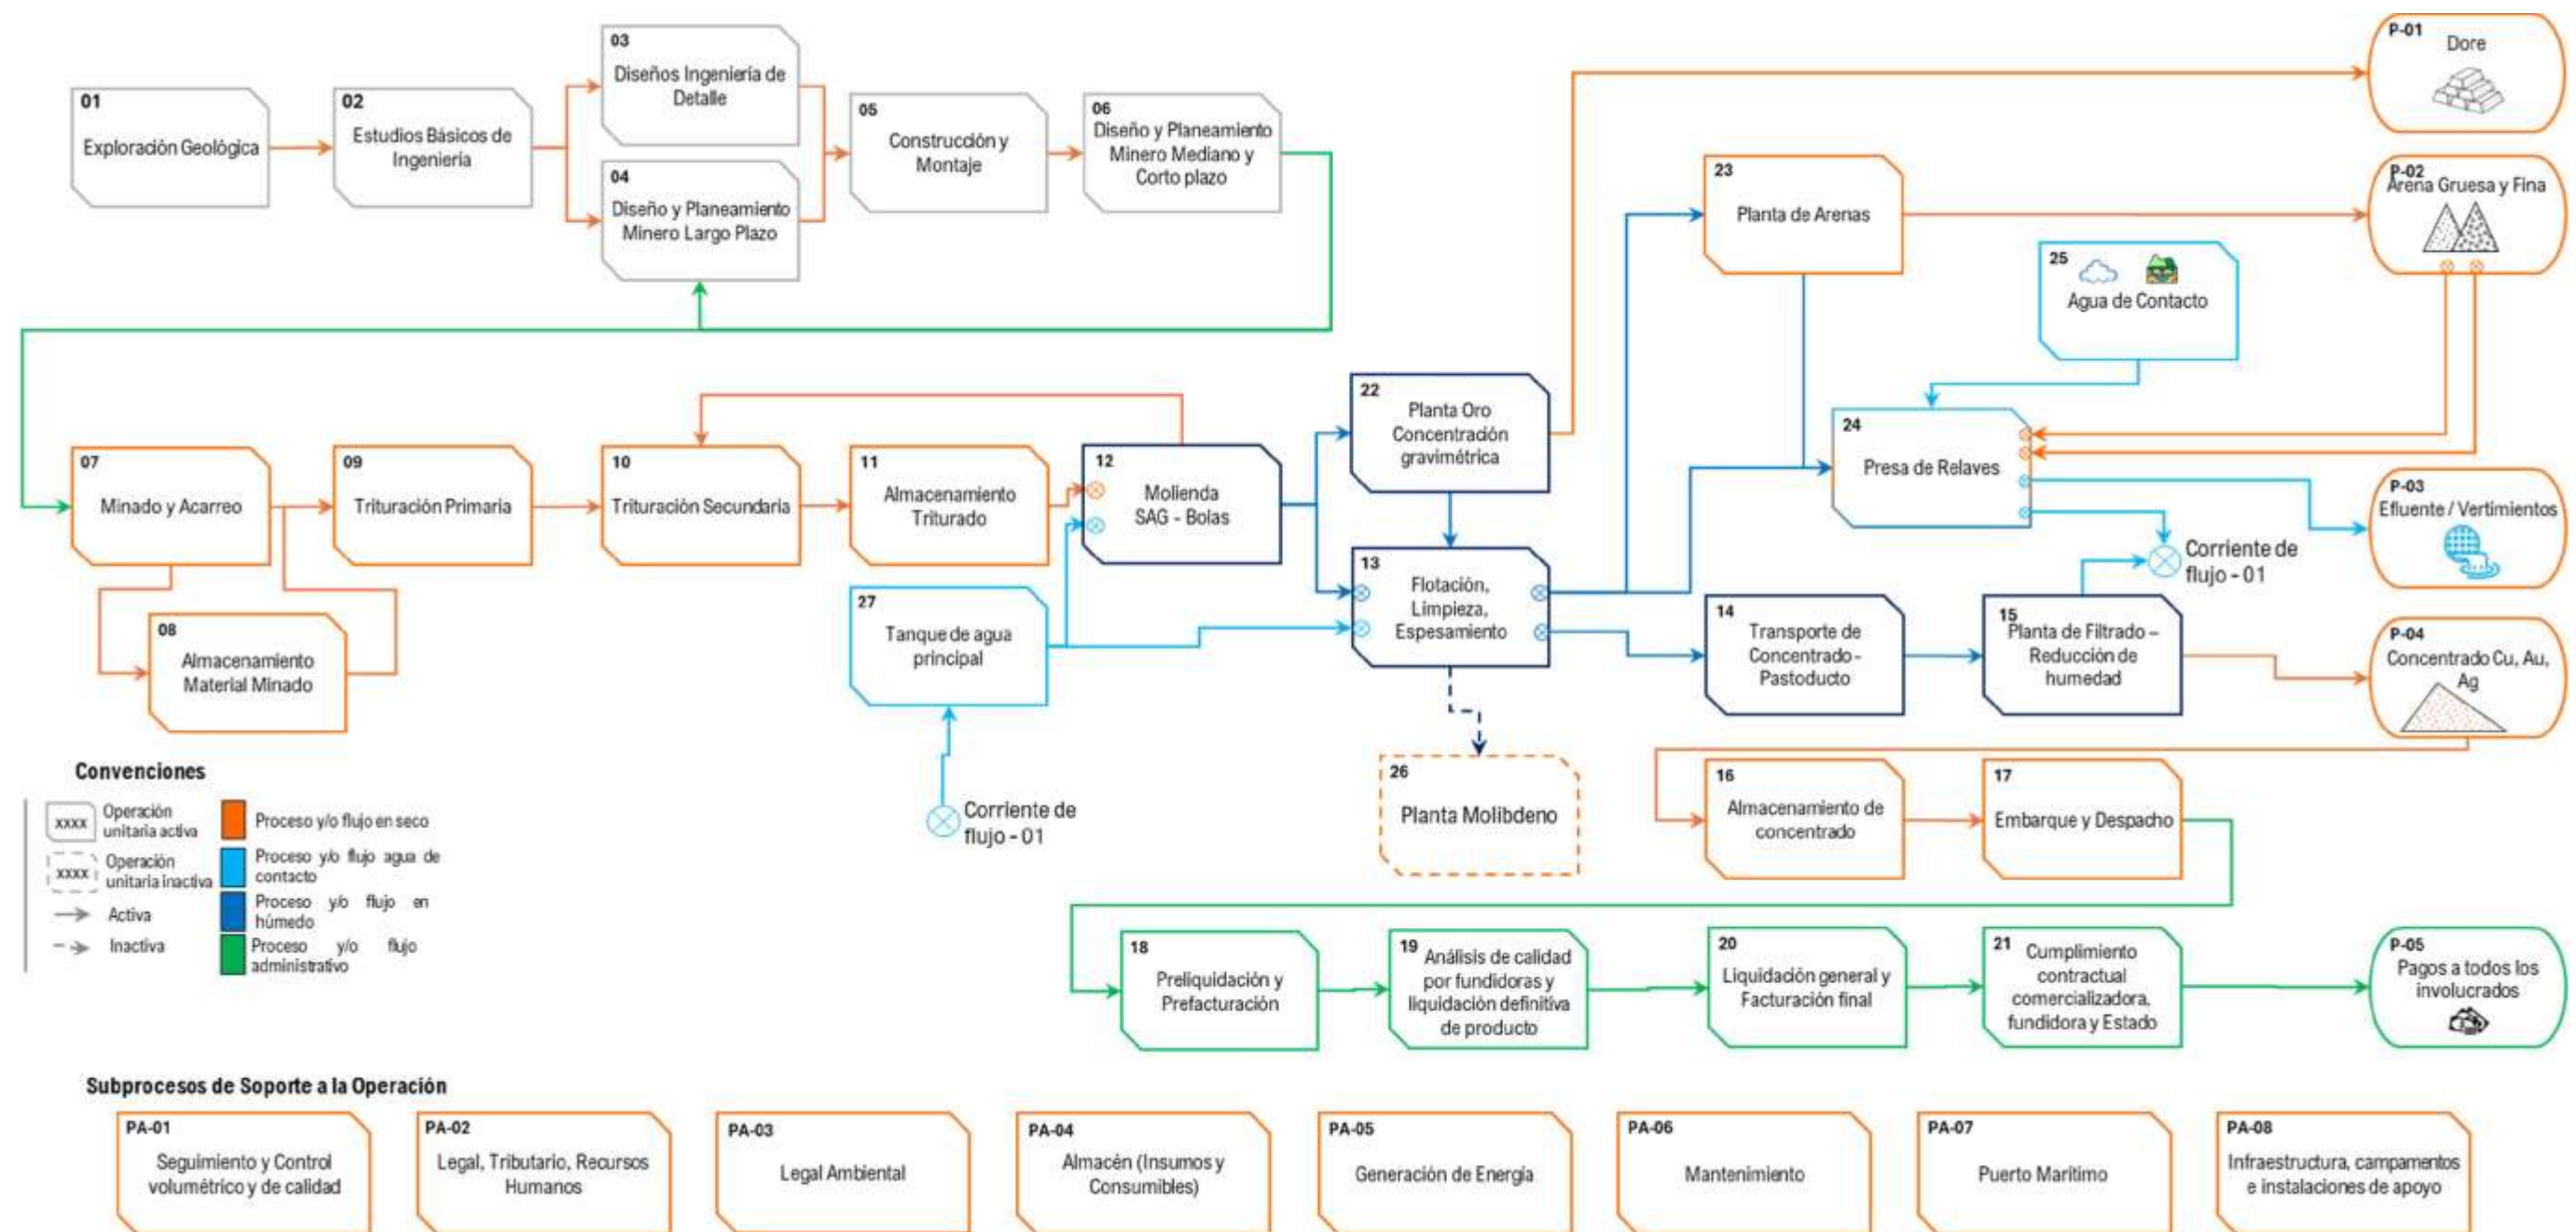 01
Exploración Geológica
02
Estudios Básicos de
Ingeniería
03
Diseños Ingeniería de
Detalle
04
Diseño y Planeamiento
Minero Largo Plazo
05
Construcción y
Montaje
06
Diseño y Planeamiento
Minero Mediano y
Corto plazo
P-01
Dore
23
Planta de Arenas
P-02
Arena Gruesa y Fina
25
Agua de Contacto
07
Minado y Acarreo
09
Trituración Primaria
10
Trituración Secundaria
11
Almacenamiento
Triturado
12
Molienda
SAG - Bolas
22
Planta Oro
Concentración
gravimétrica
24
Presa de Relaves
P-03
Efluente / Vertimientos
Corriente de
flujo - 01
08
Almacenamiento
Material Minado
27
Tanque de agua
principal
13
Flotación,
Limpieza,
Espesamiento
14
Transporte de
Concentrado -
Pastoducto
15
Planta de Filtrado –
Reducción de
humedad
P-04
Concentrado Cu, Au,
Ag
Corriente de
flujo - 01
26
Planta Molibdeno
16
Almacenamiento de
concentrado
17
Embarque y Despacho
Convenciones
xxxx
Operación
unitaria activa
xxxx
Operación
unitaria inactiva
Activa
Inactiva
Proceso y/o flujo en seco
Proceso y/o flujo agua de
contacto
Proceso y/o flujo en
húmedo
Proceso y/o flujo
administrativo
18
Preliquidación y
Prefacturación
19
Análisis de calidad
por fundidoras y
liquidación definitiva
de producto
20
Liquidación general y
Facturación final
21
Cumplimiento
contractual
comercializadora,
fundidora y Estado
P-05
Pagos a todos los
involucrados
Subprocesos de Soporte a la Operación
PA-01
Seguimiento y Control
volumétrico y de calidad
PA-02
Legal, Tributario, Recursos
Humanos
PA-03
Legal Ambiental
PA-04
Almacén (Insumos y
Consumibles)
PA-05
Generación de Energía
PA-06
Mantenimiento
PA-07
Puerto Marítimo
PA-08
Infraestructura, campamentos
e instalaciones de apoyo